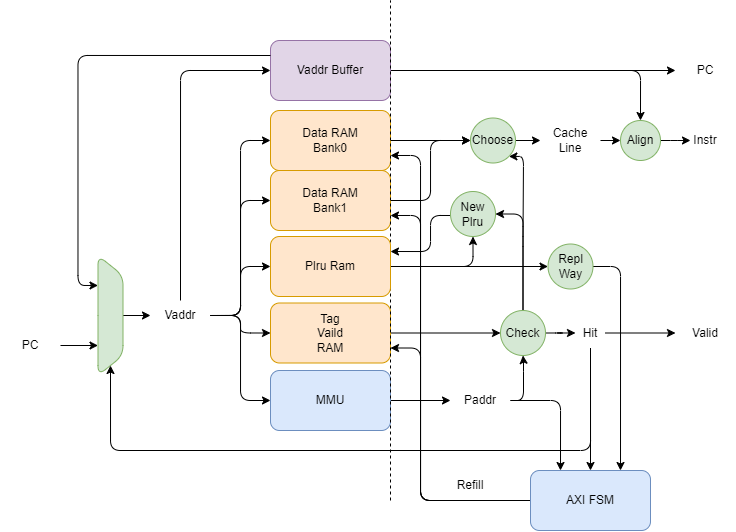 Vaddr Buffer
PC
Data RAM
Bank0
Choose
Cache
Line
Align
Instr
Data RAM
Bank1
New
Plru
Plru Ram
Repl
Way
Tag
Vaild
RAM
Vaddr
Check
Hit
Valid
PC
MMU
Paddr
Refill
AXI FSM